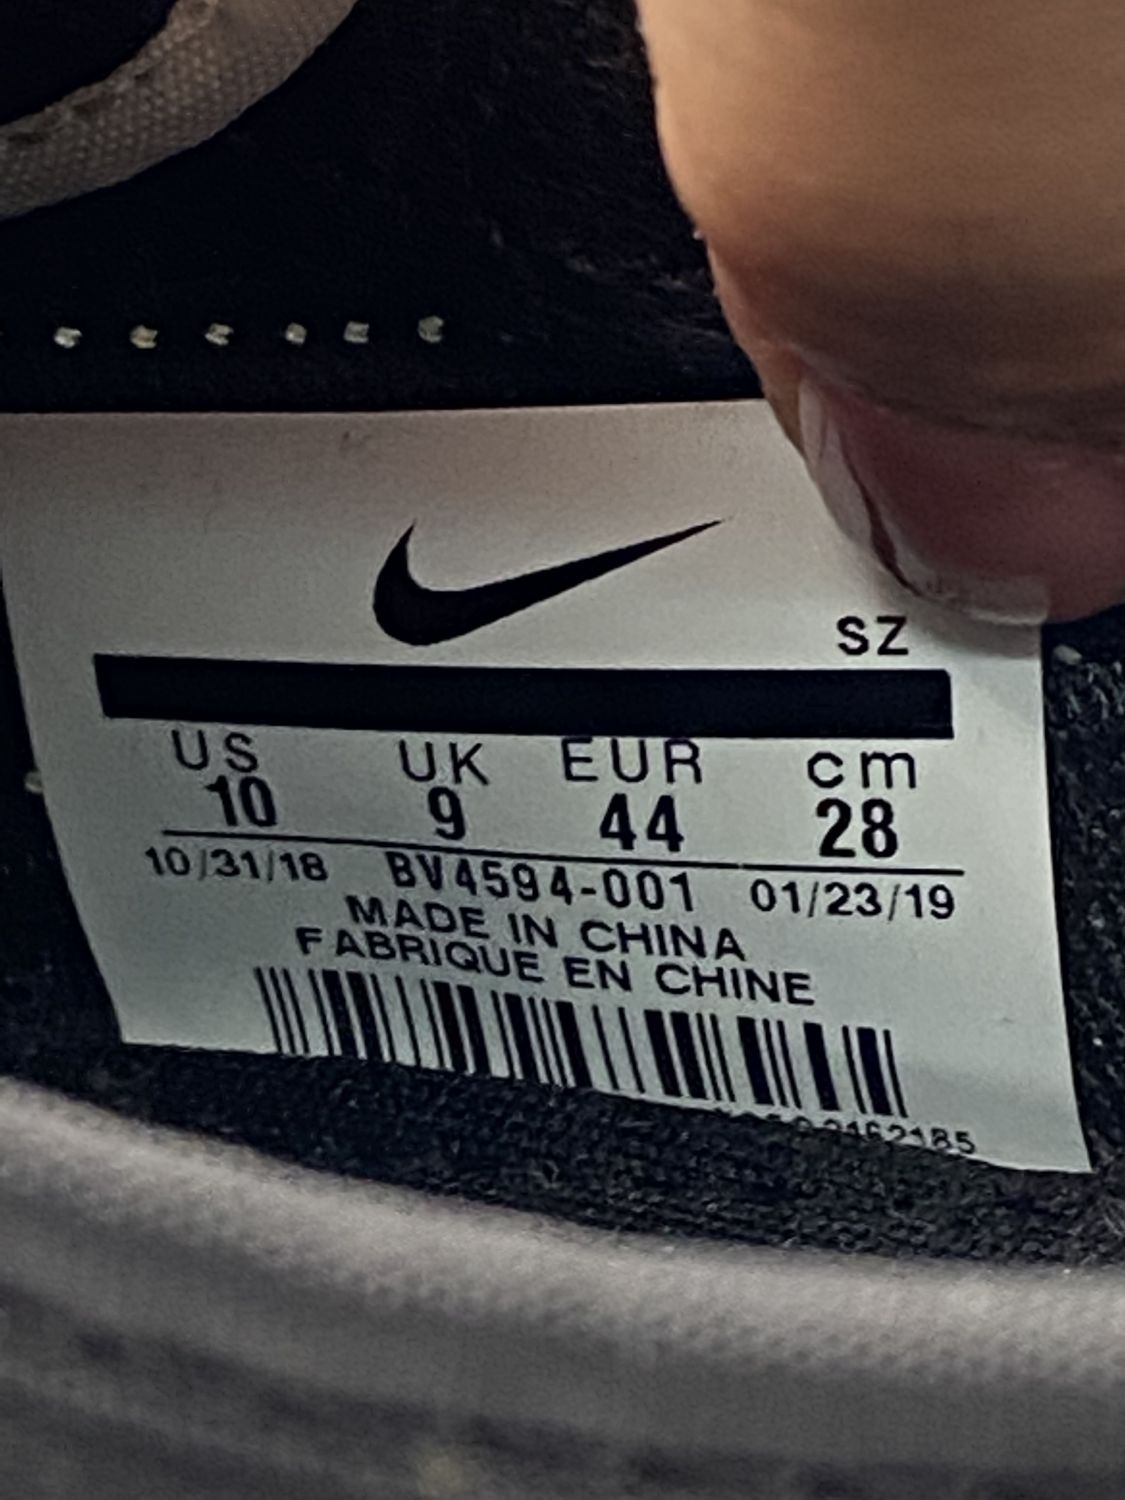 SZ
US UK EUR cm
10 9 44 28
10/31/18 BV4594-001 01/23/19
MADE IN CHINA
FABRIQUE EN CHINE